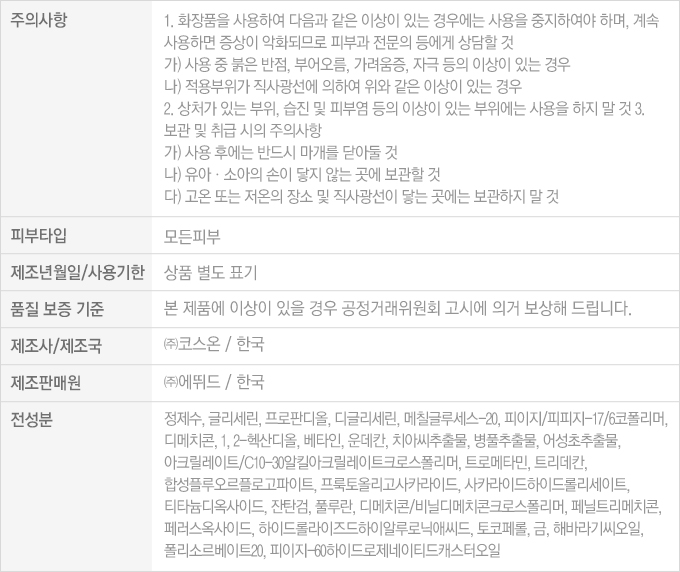 주의사항
1. 화장품을 사용하여 다음과 같은 이상이 있는 경우에는 사용을 중지하여야 하며, 계속
사용하면 증상이 악화되므로 피부과 전문의 등에게 상담할 것
가) 사용 중 붉은 반점, 부어오름, 가려움증, 자극 등의 이상이 있는 경우
나) 적용부위가 직사광선에 의하여 위와 같은 이상이 있는 경우
2. 상처가 있는 부위, 습진 및 피부염 등의 이상이 있는 부위에는 사용을 하지 말 것 3.
보관 및 취급 시의 주의사항
가) 사용 후에는 반드시 마개를 닫아둘 것
나) 유아 · 소아의 손이 닿지 않는 곳에 보관할 것
다) 고온 또는 저온의 장소 및 직사광선이 닿는 곳에는 보관하지 말 것
피부타입
모든피부
제조년월일/사용기한
상품 별도 표기
품질 보증 기준
본 제품에 이상이 있을 경우 공정거래위원회 고시에 의거 보상해 드립니다.
제조사/제조국
㈜코스온 / 한국
제조판매원
㈜에뛰드 / 한국
전성분
정제수, 글리세린, 프로판디올, 디글리세린, 메칠글루세스-20, 피이지/피피지-17/6코폴리머,
디메치콘, 1, 2-헥산디올, 베타인, 운데칸, 치아씨추출물, 병풀추출물, 어성초추출물,
아크릴레이트/C10-30알킬아크릴레이트크로스폴리머, 트로메타민, 트리데칸,
합성플루오르플로고파이트, 프룩토올리고사카라이드, 사카라이드하이드롤리세이트,
티타늄디옥사이드, 잔탄검, 풀루란, 디메치콘/비닐디메치콘크로스폴리머, 페닐트리메치콘,
페러스옥사이드, 하이드롤라이즈드하이알루로닉애씨드, 토코페롤, 금, 해바라기씨오일,
폴리소르베이트20, 피이지-60하이드로제네이티드캐스터오일